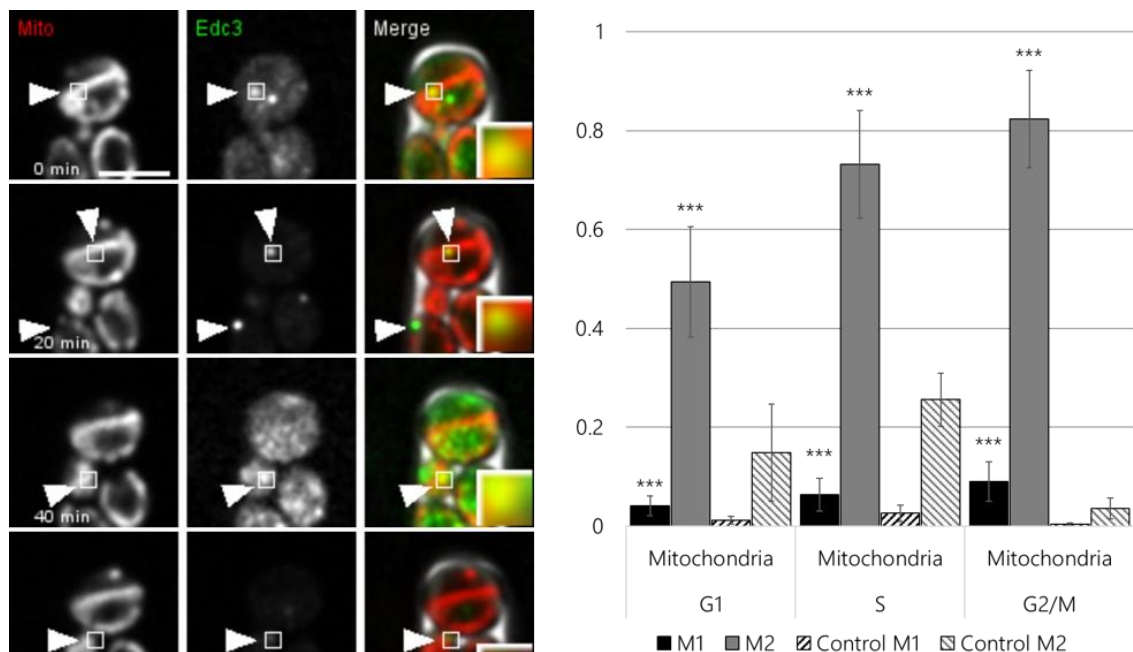 Mito
Edc3
Merge
0 min
20 min
40 min
1
0.8
0.6
0.4
0.2
0
***
***
***
***
***
***
Mitochondria Mitochondria Mitochondria
G1 S G2/M
M1 M2 Control M1 Control M2